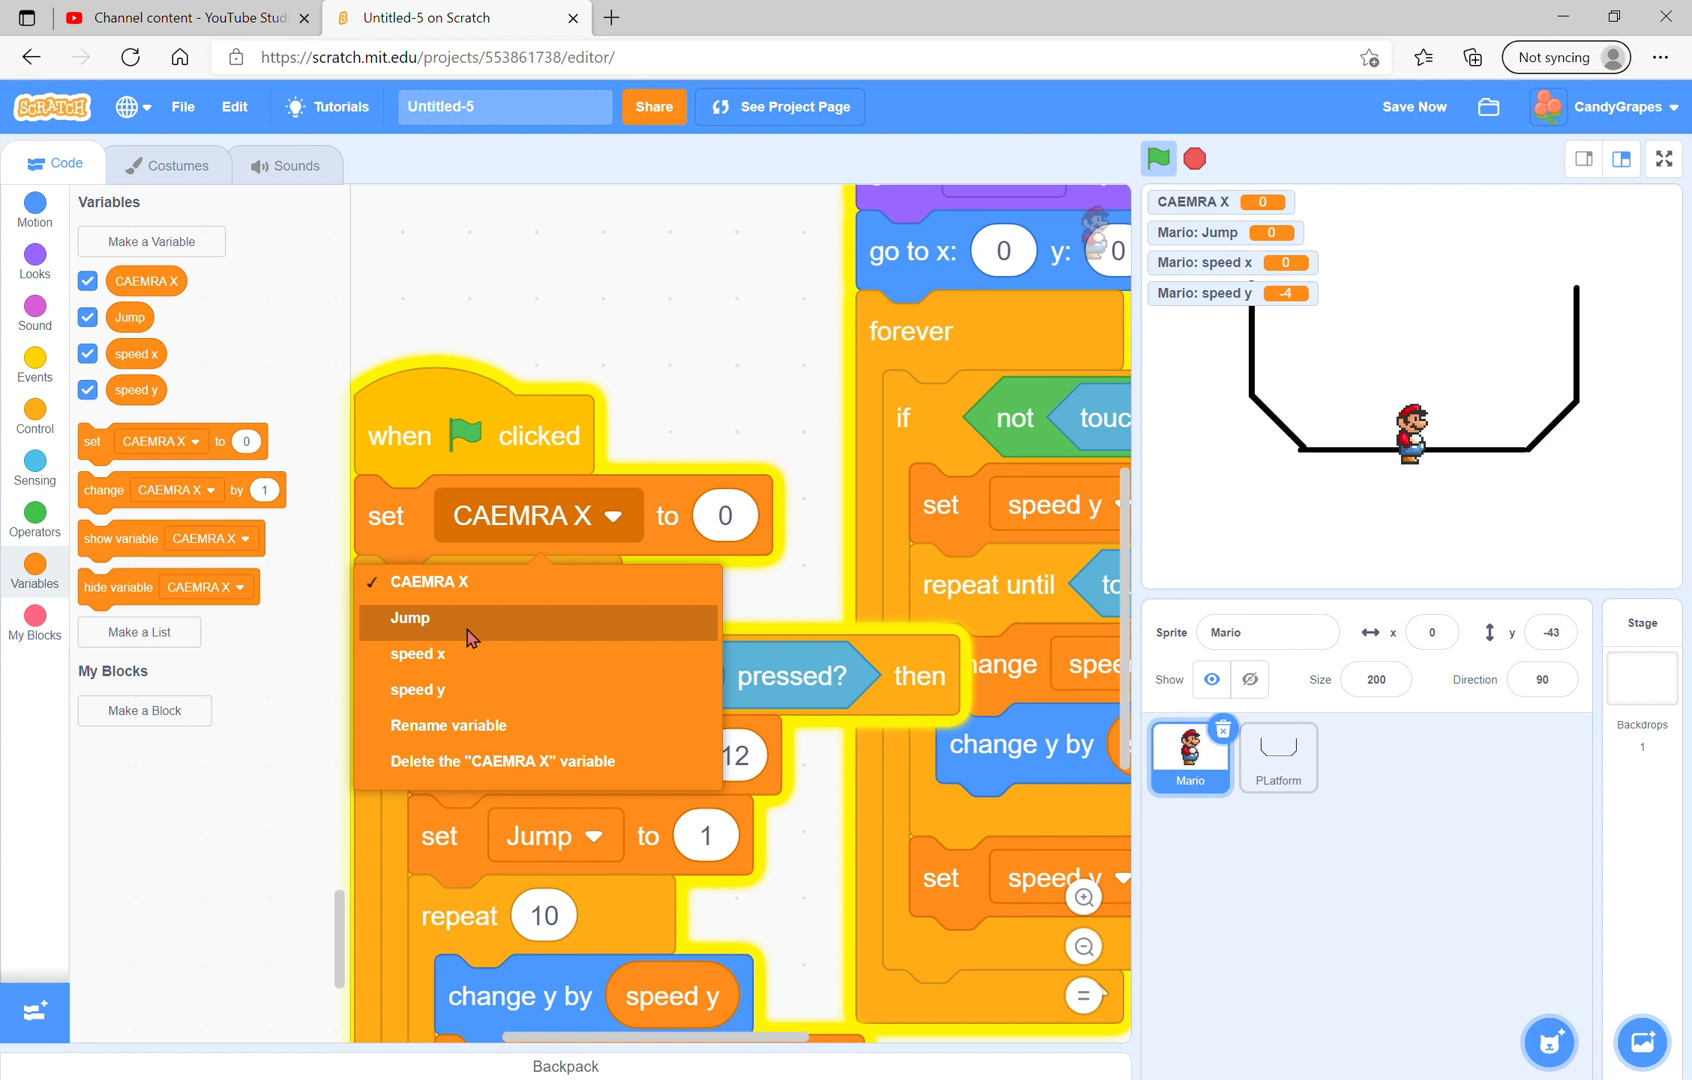 Channel content - YouTube Stud
Untitled-5 on Scratch
https://scratch.mit.edu/projects/553861738/editor/
Not syncing
SCRATCH
File
Edit
Tutorials
Untitled-5
Share
See Project Page
Save Now
CandyGrapes
Code
Costumes
Sounds
Motion
Looks
Sound
Events
Control
Sensing
Operators
Variables
My Blocks
Variables
Make a Variable
CAEMRA X
Jump
speed x
speed y
set CAEMRA X to 0
change CAEMRA X by 1
show variable CAEMRA X
hide variable CAEMRA X
Make a List
My Blocks
Make a Block
when clicked
set CAEMRA X to 0
✓ CAEMRA X
Jump
speed x
speed y
Rename variable
Delete the "CAEMRA X" variable
pressed? then
12
set Jump to 1
repeat 10
change y by speed y
go to x: 0 y: 0
forever
if not touc
set speed y
repeat until to
ange spee
change y by
set speed y
Backpack
CAEMRA X 0
Mario: Jump 0
Mario: speed x 0
Mario: speed y -4
Sprite Mario x 0 y -43
Show Size 200 Direction 90
Mario
PLatform
Stage
Backdrops
1